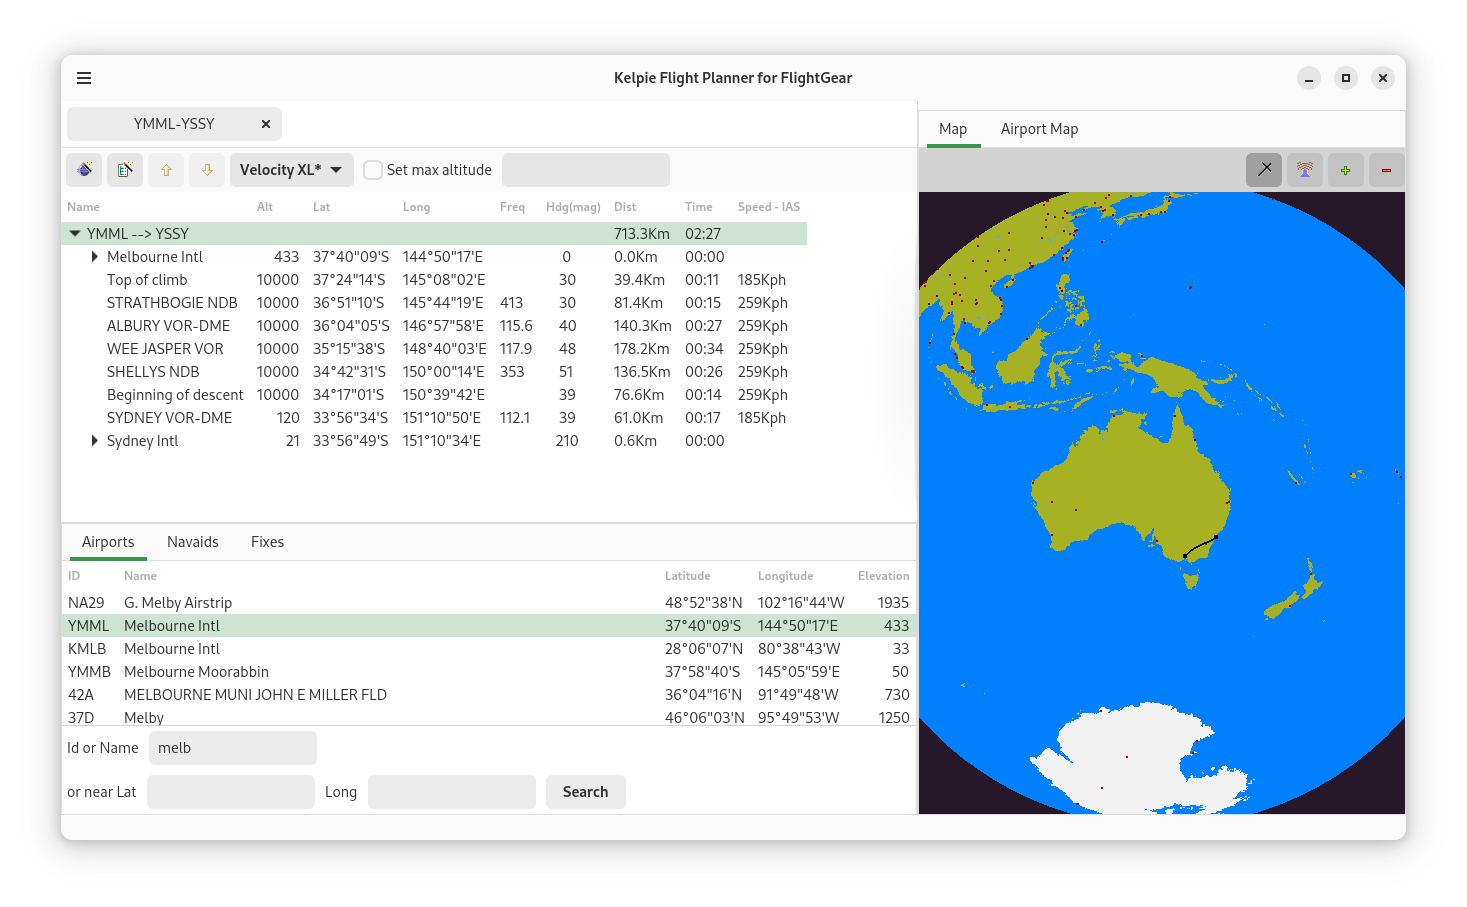 Kelpie Flight Planner for FlightGear
YMML-YSSY
Velocity XL* Set max altitude
Name Alt Lat Long Freq Hdg(mag) Dist Time Speed - IAS
YMML --> YSSY 713.3Km 02:27
Melbourne Intl 433 37°40"09'S 144°50"17'E 0 0.0Km 00:00
Top of climb 10000 37°24"14'S 145°08"02'E 30 39.4Km 00:11 185Kph
STRATHBOGIE NDB 10000 36°51"10'S 145°44"19'E 413 30 81.4Km 00:15 259Kph
ALBURY VOR-DME 10000 36°04"05'S 146°57"58'E 115.6 40 140.3Km 00:27 259Kph
WEE JASPER VOR 10000 35°15"38'S 148°40"03'E 117.9 48 178.2Km 00:34 259Kph
SHELLYS NDB 10000 34°42"31'S 150°00"14'E 353 51 136.5Km 00:26 259Kph
Beginning of descent 10000 34°17"01'S 150°39"42'E 39 76.6Km 00:14 259Kph
SYDNEY VOR-DME 120 33°56"34'S 151°10"50'E 112.1 39 61.0Km 00:17 185Kph
Sydney Intl 21 33°56"49'S 151°10"34'E 210 0.6Km 00:00
Airports Navaids Fixes
ID Name Latitude Longitude Elevation
NA29 G. Melby Airstrip 48°52"38'N 102°16"44'W 1935
YMML Melbourne Intl 37°40"09'S 144°50"17'E 433
KMLB Melbourne Intl 28°06"07'N 80°38"43'W 33
YMMB Melbourne Moorabbin 37°58"40'S 145°05"59'E 50
42A MELBOURNE MUNI JOHN E MILLER FLD 36°04"16'N 91°49"48'W 730
37D Melby 46°06"03'N 95°49"53'W 1250
Id or Name melb
or near Lat Long Search
Map Airport Map